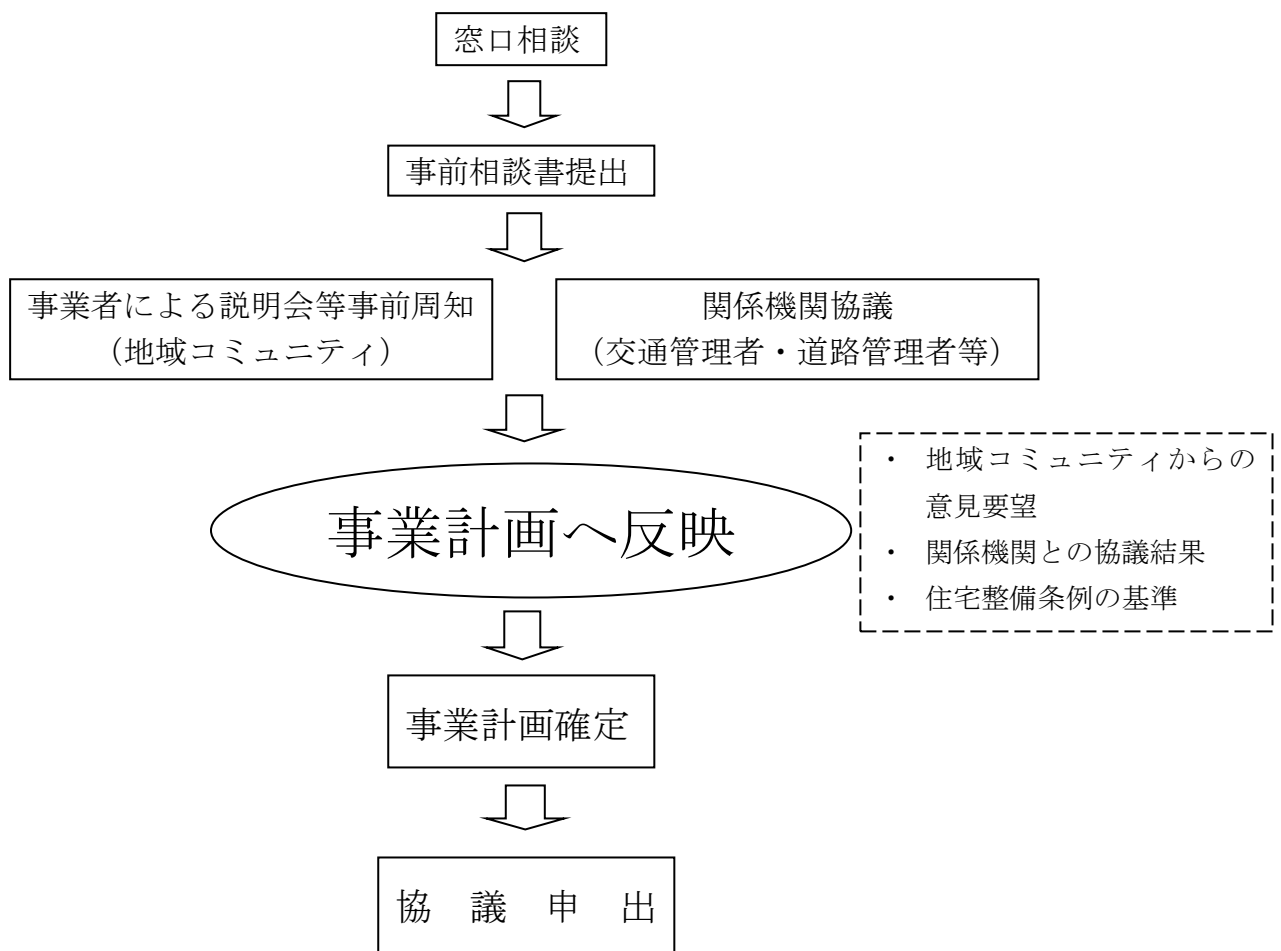 窓口相談
事前相談書提出
事業者による説明会等事前周知
（地域コミュニティ）
関係機関協議
（交通管理者・道路管理者等）
事業計画へ反映
・ 地域コミュニティからの
意見要望
・ 関係機関との協議結果
・ 住宅整備条例の基準
事業計画確定
協　議　申　出